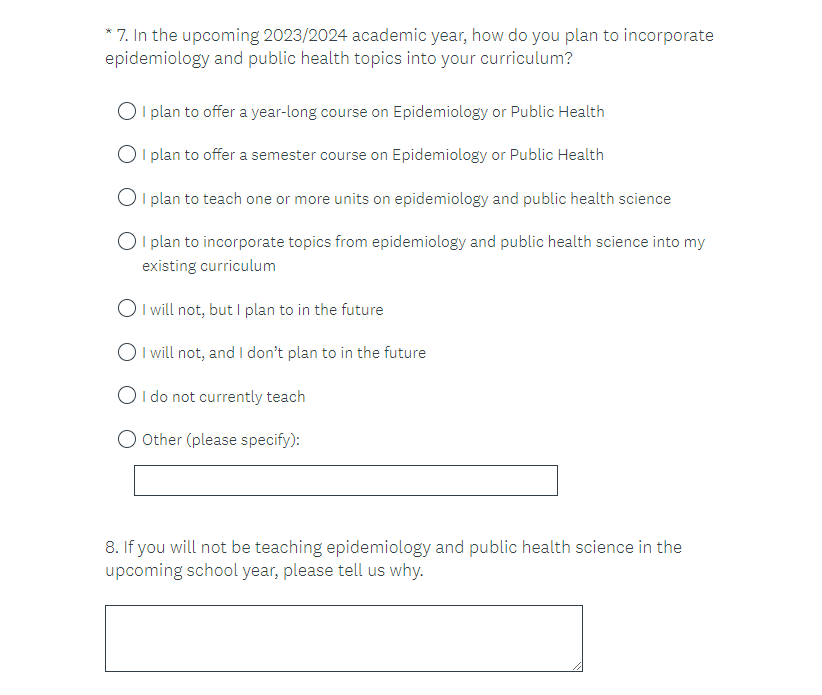 * 7. In the upcoming 2023/2024 academic year, how do you plan to incorporate
epidemiology and public health topics into your curriculum?
I plan to offer a year-long course on Epidemiology or Public Health
I plan to offer a semester course on Epidemiology or Public Health
I plan to teach one or more units on epidemiology and public health science
I plan to incorporate topics from epidemiology and public health science into my
existing curriculum
I will not, but I plan to in the future
I will not, and I don’t plan to in the future
I do not currently teach
Other (please specify):
8. If you will not be teaching epidemiology and public health science in the
upcoming school year, please tell us why.